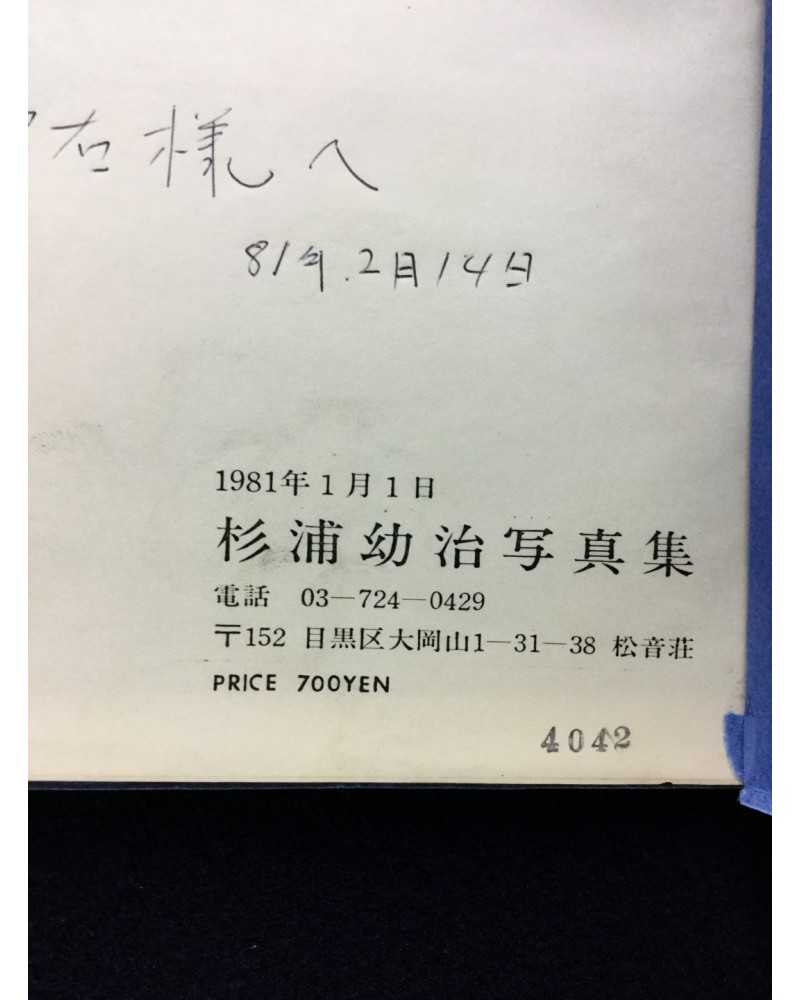 右様へ
81年.2月14日
1981年1月1日
杉浦幼治写真集
電話 03—724—0429
〒152 目黒区大岡山1—31—38 松音荘
PRICE 700YEN
4042